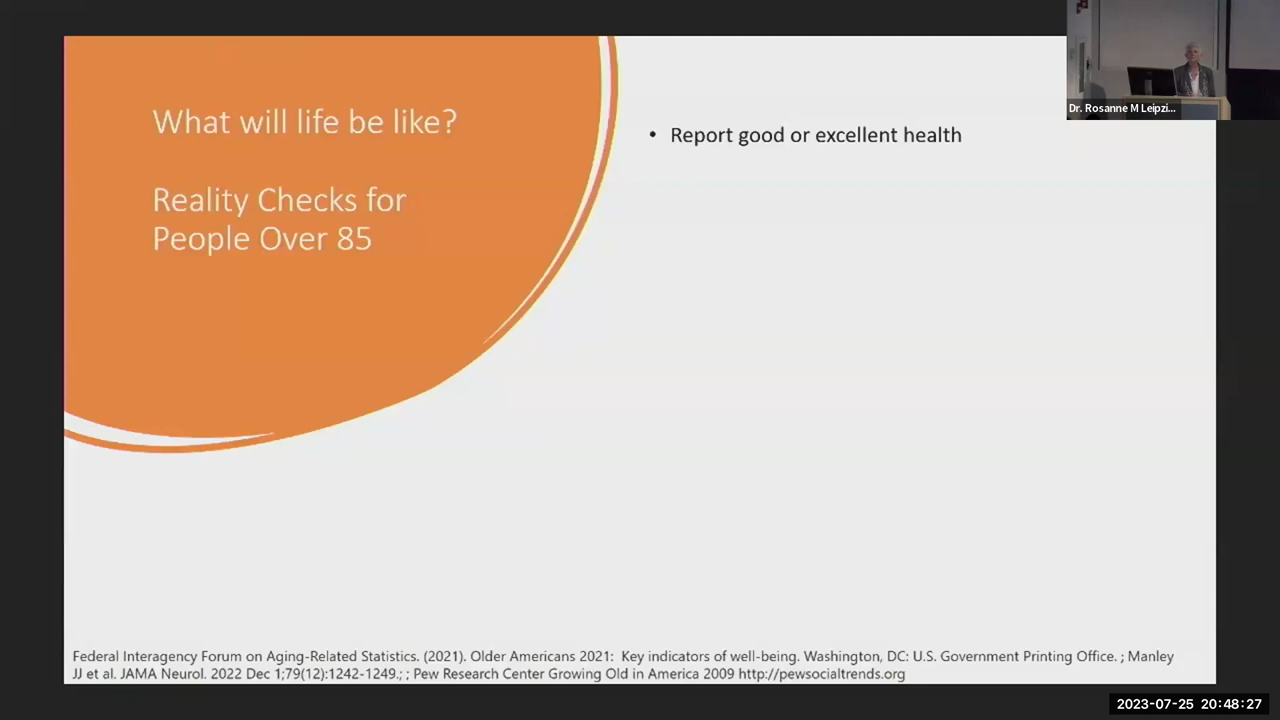 What will life be like?
Reality Checks for
People Over 85
• Report good or excellent health
Dr. Rosanne M Leipzi...
Federal Interagency Forum on Aging-Related Statistics. (2021). Older Americans 2021:  Key indicators of well-being. Washington, DC: U.S. Government Printing Office. ; Manley
JJ et al. JAMA Neurol. 2022 Dec 1;79(12):1242-1249.; ; Pew Research Center Growing Old in America 2009 http://pewsocialtrends.org
2023-07-25 20:48:27